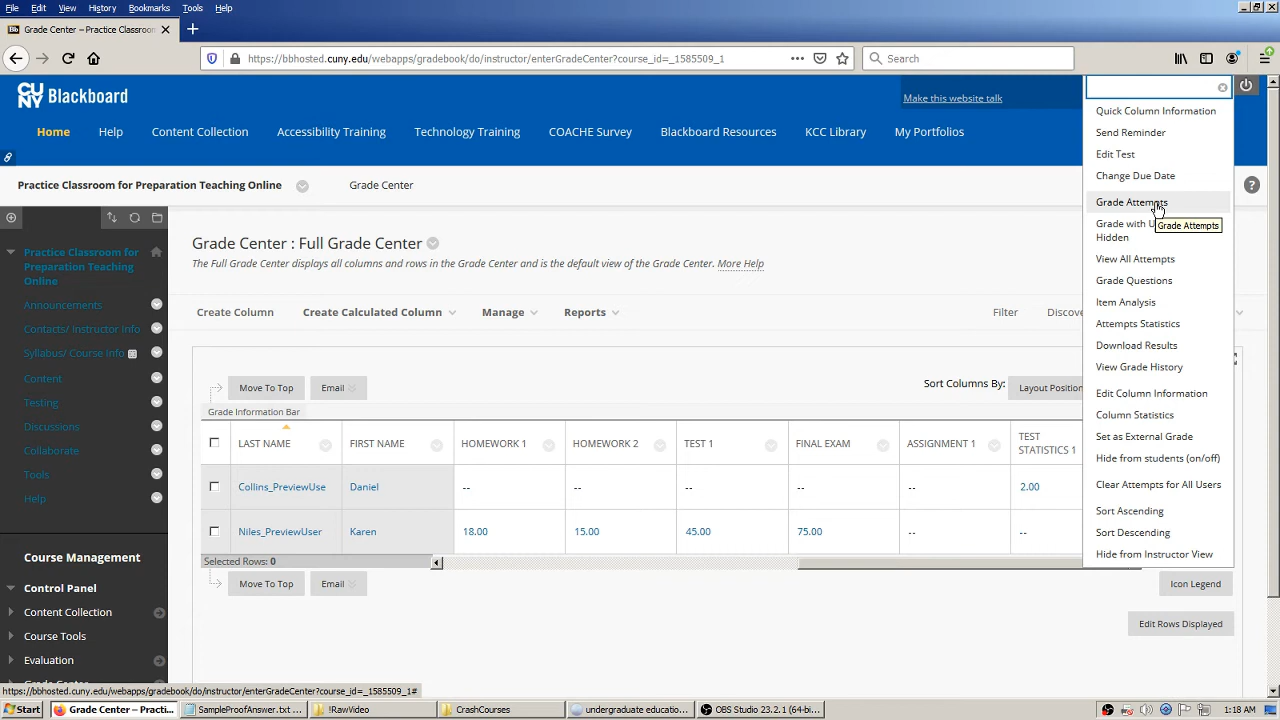 File Edit View History Bookmarks Tools Help
Grade Center – Practice Classroom
https://bbhosted.cuny.edu/webapps/gradebook/do/instructor/enterGradeCenter?course_id=_1585509_1
Search
CUNY Blackboard
Make this website talk
Home Help Content Collection Accessibility Training Technology Training COACHE Survey Blackboard Resources KCC Library My Portfolios
Practice Classroom for Preparation Teaching Online Grade Center
Practice Classroom for
Preparation Teaching
Online
Announcements
Contacts/ Instructor Info
Syllabus/ Course Info
Content
Testing
Discussions
Collaborate
Tools
Help
Course Management
Control Panel
Content Collection
Course Tools
Evaluation
Grade Center : Full Grade Center
The Full Grade Center displays all columns and rows in the Grade Center and is the default view of the Grade Center. More Help
Create Column Create Calculated Column Manage Reports Filter
Move To Top Email Sort Columns By: Layout Position
Grade Information Bar
LAST NAME FIRST NAME HOMEWORK 1 HOMEWORK 2 TEST 1 FINAL EXAM ASSIGNMENT 1 TEST
STATISTICS 1
Collins_PreviewUse Daniel -- -- -- -- -- 2.00
Niles_PreviewUser Karen 18.00 15.00 45.00 75.00 -- --
Selected Rows: 0
Move To Top Email Icon Legend
Edit Rows Displayed
Quick Column Information
Send Reminder
Edit Test
Change Due Date
Grade Attempts
Grade with U
Hidden
Grade Attempts
View All Attempts
Grade Questions
Item Analysis
Attempts Statistics
Download Results
View Grade History
Edit Column Information
Column Statistics
Set as External Grade
Hide from students (on/off)
Clear Attempts for All Users
Sort Ascending
Sort Descending
Hide from Instructor View
https://bbhosted.cuny.edu/webapps/gradebook/do/instructor/enterGradeCenter?course_id=_1585509_1#
Start Grade Center – Practi... SampleProofAnswer.txt ... !RawVideo CrashCourses undergraduate educatio... OBS Studio 23.2.1 (64-bi... 1:18 AM